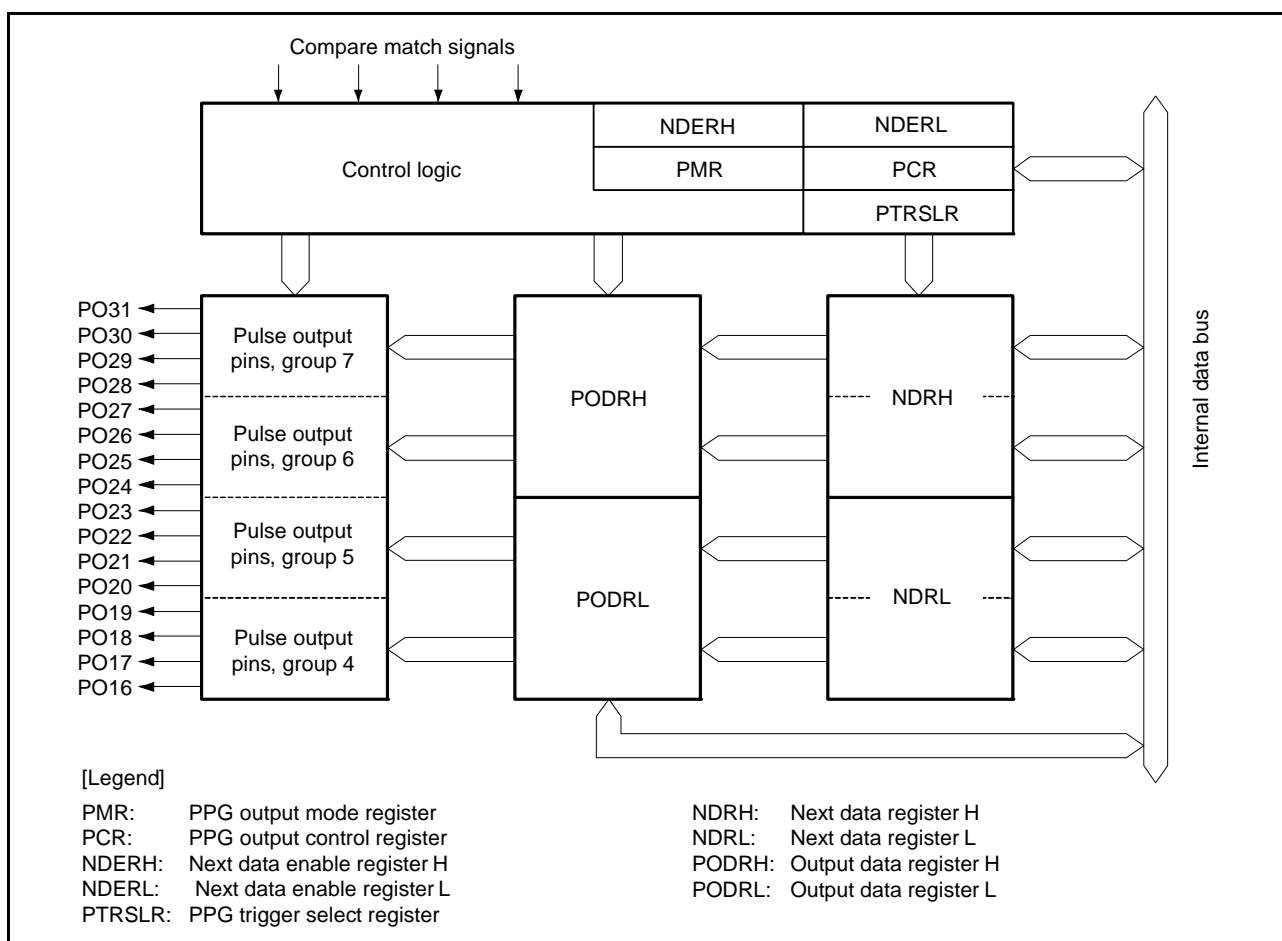 Compare match signals
Control logic
NDERH
NDERL
PMR
PCR
PTRSLR
PO31
PO30
PO29
PO28
PO27
PO26
PO25
PO24
PO23
PO22
PO21
PO20
PO19
PO18
PO17
PO16
Pulse output
pins, group 7
Pulse output
pins, group 6
Pulse output
pins, group 5
Pulse output
pins, group 4
PODRH
PODRL
NDRH
NDRL
Internal data bus
[Legend]
PMR: PPG output mode register
PCR: PPG output control register
NDERH: Next data enable register H
NDERL: Next data enable register L
PTRSLR: PPG trigger select register
NDRH: Next data register H
NDRL: Next data register L
PODRH: Output data register H
PODRL: Output data register L